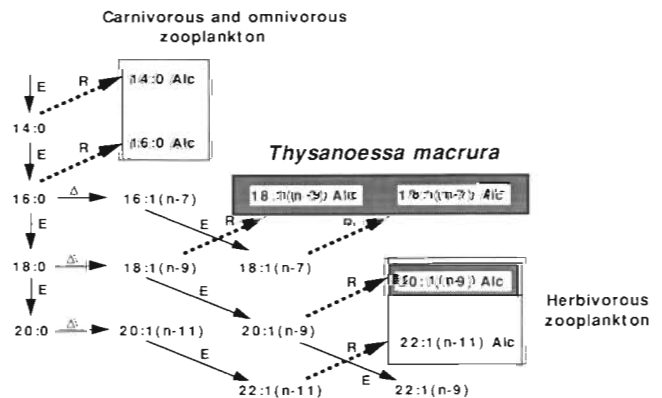 Carnivorous and omnivorous
zooplankton
E R 14:0 Alc
14:0
E R 16:0 Alc
Thysanoessa macrura
16:0 Δ 16:1(n-7) 18:1(n-9) Alc 18:1(n-7) Alc
E E R R
18:0 Δ 18:1(n-9) 18:1(n-7)
E E R 20:1(n-9) Alc
Herbivorous
zooplankton
20:0 Δ 20:1(n-11) 20:1(n-9) 22:1(n-11) Alc
E R E
22:1(n-11) 22:1(n-9)